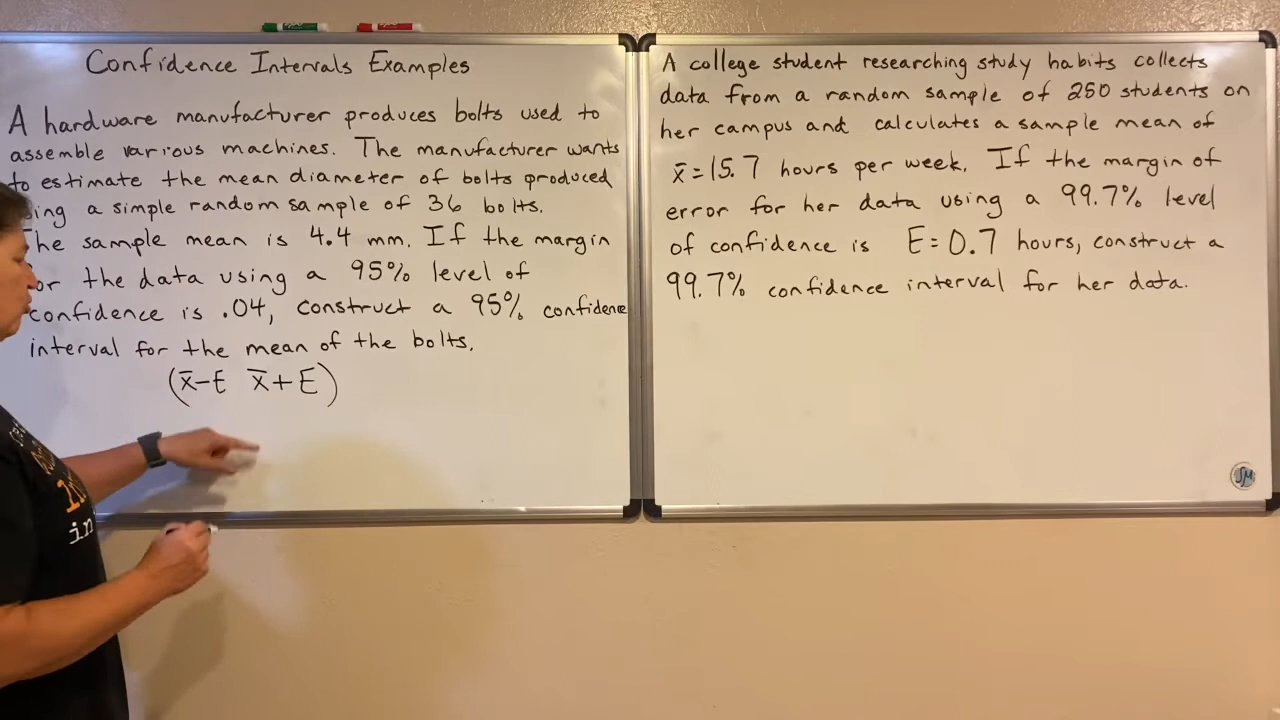 Confidence Intervals Examples
A hardware manufacturer produces bolts used to
assemble various machines. The manufacturer wants
to estimate the mean diameter of bolts produced
ing a simple random sample of 36 bolts.
The sample mean is 4.4 mm. If the margin
or the data using a 95% level of
confidence is .04, construct a 95% confidence
interval for the mean of the bolts.
(x̄-E x̄+E)
A college student researching study habits collects
data from a random sample of 250 students on
her campus and calculates a sample mean of
x̄=15.7 hours per week. If the margin of
error for her data using a 99.7% level
of confidence is E=0.7 hours, construct a
99.7% confidence interval for her data.
in